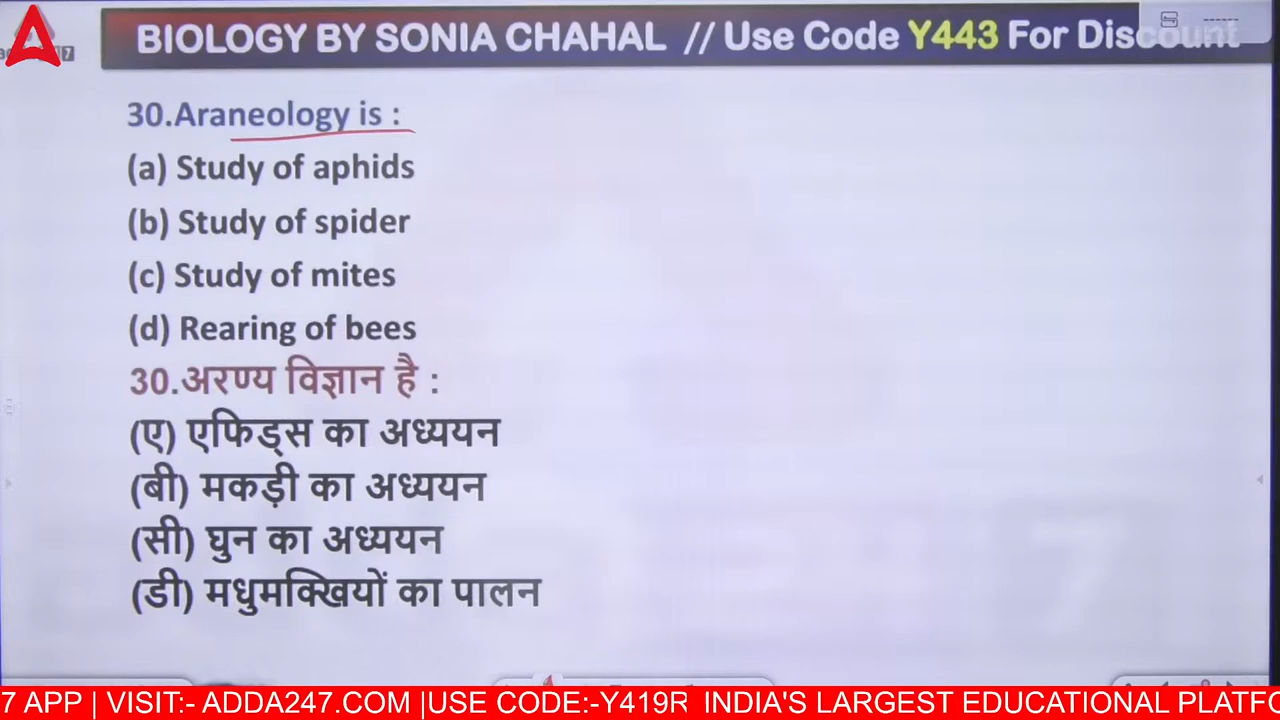 BIOLOGY BY SONIA CHAHAL // Use Code Y443 For Discount
30.Araneology is :
(a) Study of aphids
(b) Study of spider
(c) Study of mites
(d) Rearing of bees
30.अरण्य विज्ञान है :
(ए) एफिड्स का अध्ययन
(बी) मकड़ी का अध्ययन
(सी) घुन का अध्ययन
(डी) मधुमक्खियों का पालन
7 APP | VISIT:- ADDA247.COM |USE CODE:-Y419R INDIA'S LARGEST EDUCATIONAL PLATFO